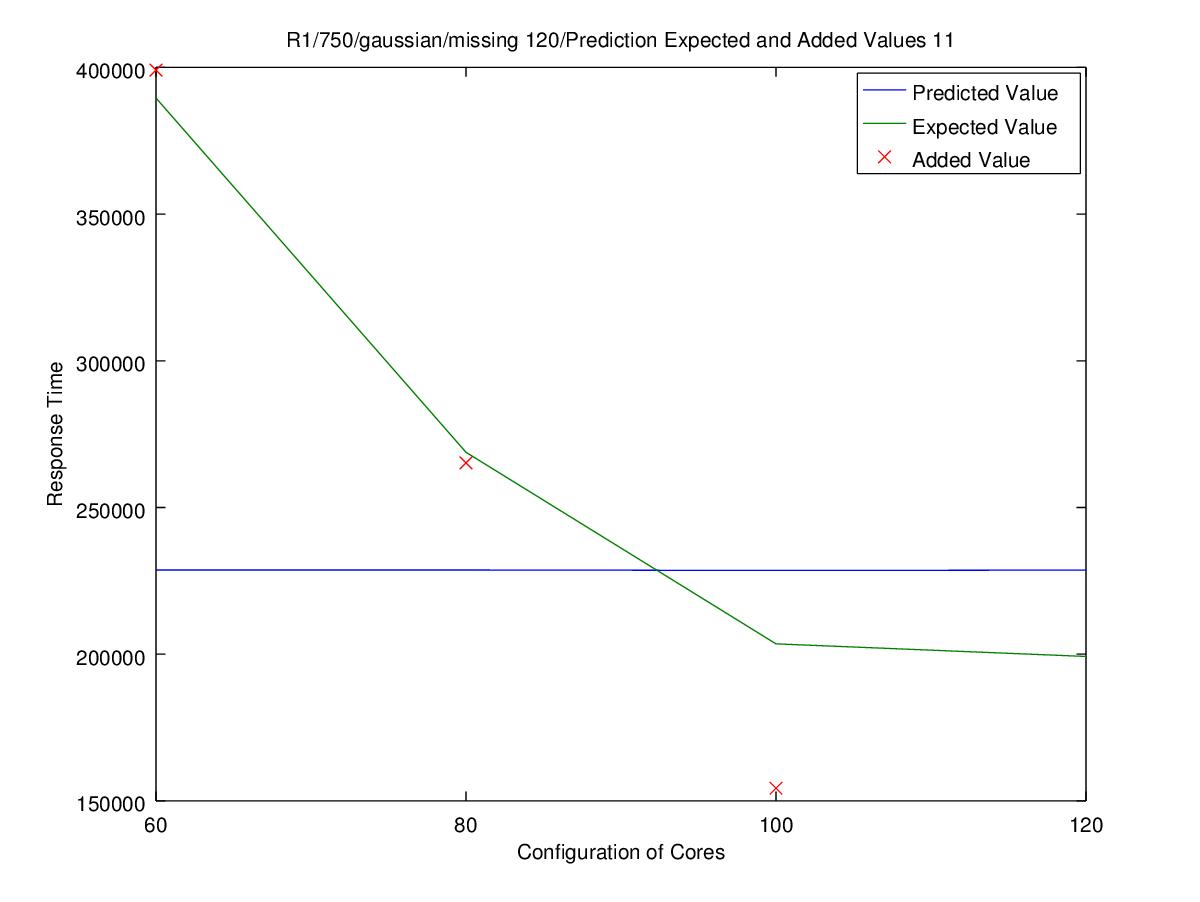 R1/750/gaussian/missing 120/Prediction Expected and Added Values 11
Predicted Value
Expected Value
Added Value
400000
350000
300000
250000
200000
150000
Response Time
60
80
100
120
Configuration of Cores